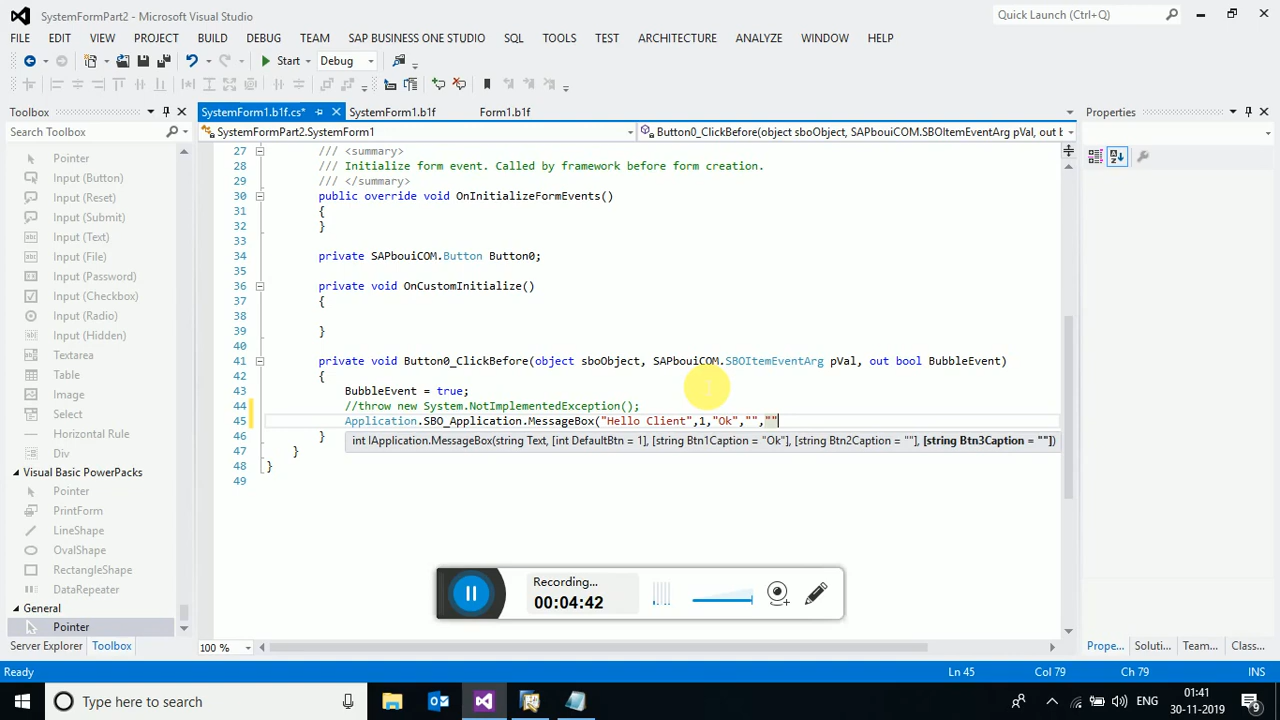 SystemFormPart2 - Microsoft Visual Studio
Quick Launch (Ctrl+Q)
FILE EDIT VIEW PROJECT BUILD DEBUG TEAM SAP BUSINESS ONE STUDIO SQL TOOLS TEST ARCHITECTURE ANALYZE WINDOW HELP
Start Debug
Toolbox
SystemForm1.b1f.cs* SystemForm1.b1f Form1.b1f
Properties
Search Toolbox
SystemFormPart2.SystemForm1
Button0_ClickBefore(object sboObject, SAPbouiCOM.SBOItemEventArg pVal, out b
Pointer
Input (Button)
Input (Reset)
Input (Submit)
Input (Text)
Input (File)
Input (Password)
Input (Checkbox)
Input (Radio)
Input (Hidden)
Textarea
Table
Image
Select
Div
Visual Basic PowerPacks
Pointer
PrintForm
LineShape
OvalShape
RectangleShape
DataRepeater
General
Pointer
Server Explorer Toolbox
27 /// <summary>
28 /// Initialize form event. Called by framework before form creation.
29 /// </summary>
30 public override void OnInitializeFormEvents()
31 {
32 }
33
34 private SAPbouiCOM.Button Button0;
35
36 private void OnCustomInitialize()
37 {
38
39 }
40
41 private void Button0_ClickBefore(object sboObject, SAPbouiCOM.SBOItemEventArg pVal, out bool BubbleEvent)
42 {
43 BubbleEvent = true;
44 //throw new System.NotImplementedException();
45 Application.SBO_Application.MessageBox("Hello Client",1,"Ok","",""
46 }
int IApplication.MessageBox(string Text, [int DefaultBtn = 1], [string Btn1Caption = "Ok"], [string Btn2Caption = ""], [string Btn3Caption = ""])
47 }
48 }
49
Recording...
00:04:42
100 %
Prope... Soluti... Team... Class...
Ready
Ln 45 Col 79 Ch 79 INS
Type here to search
ENG
01:41
30-11-2019